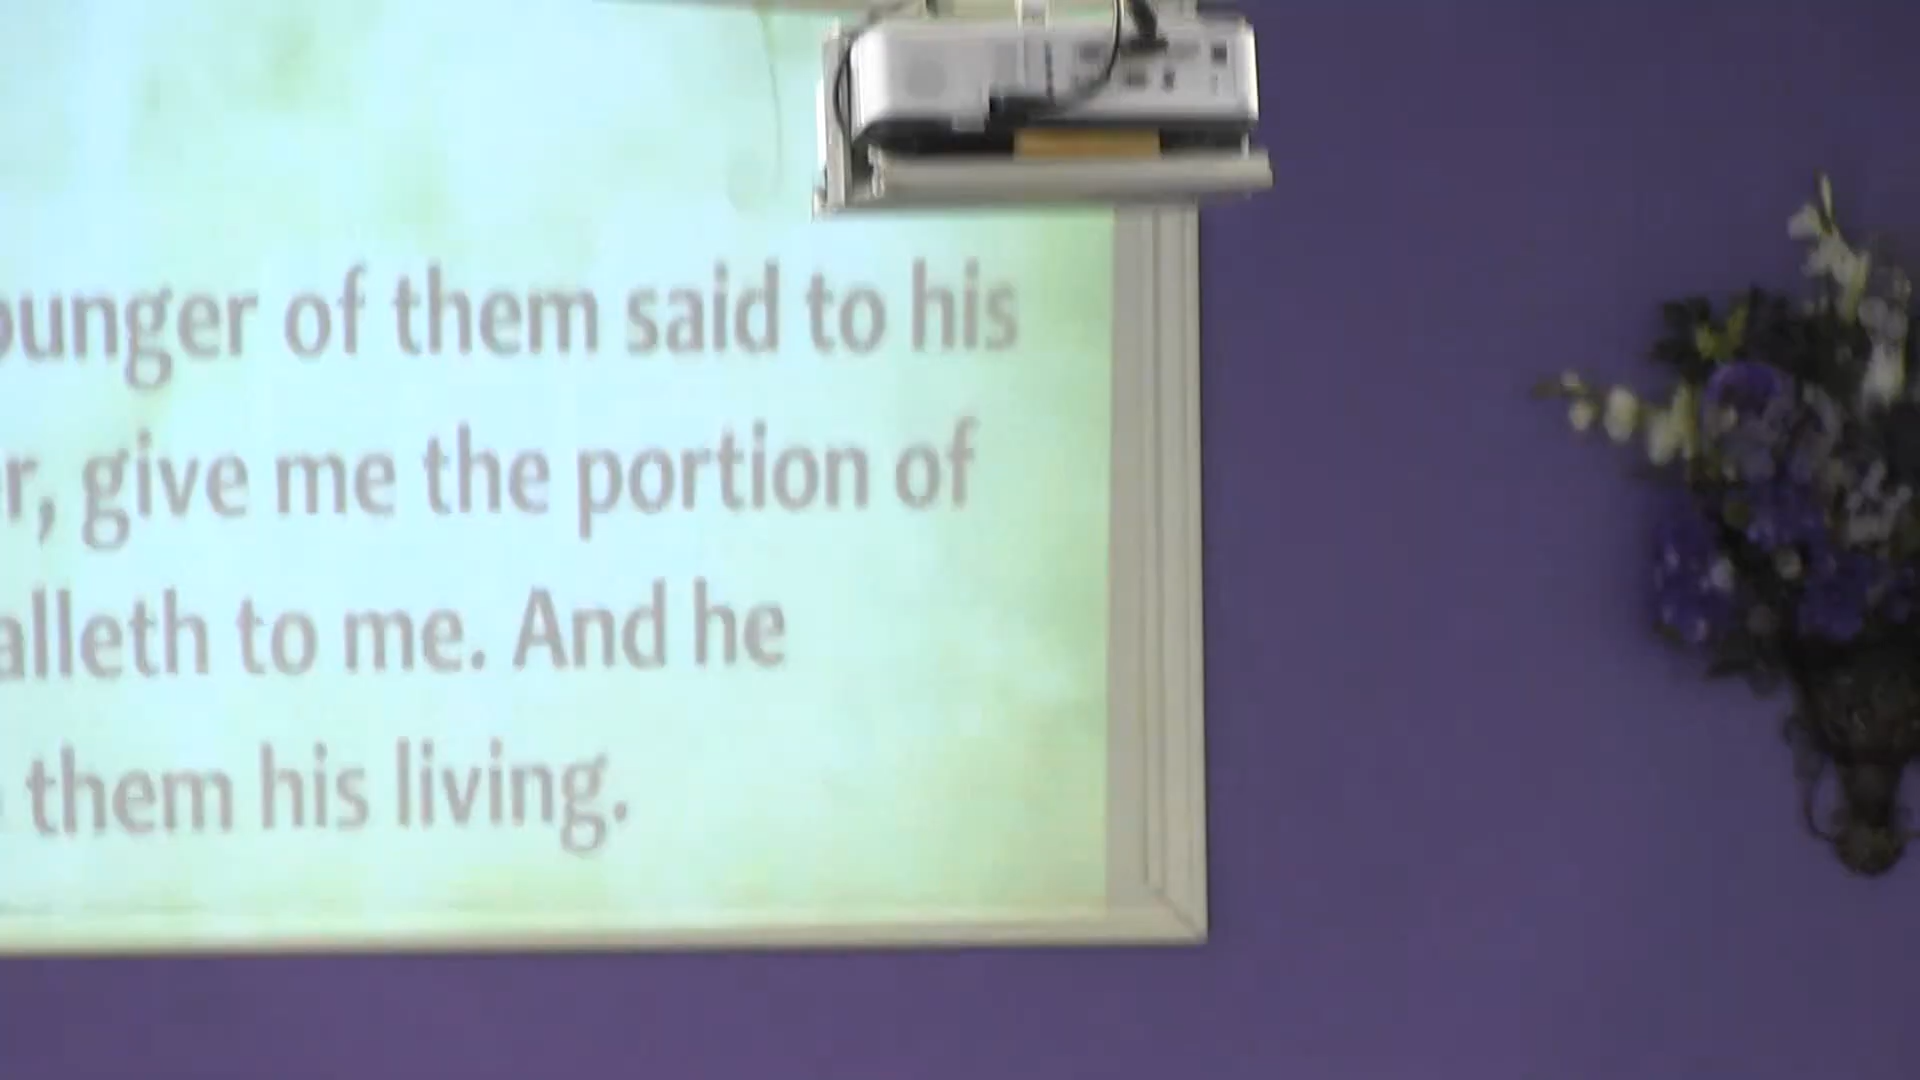 ounger of them said to his
r, give me the portion of
alleth to me. And he
them his living.